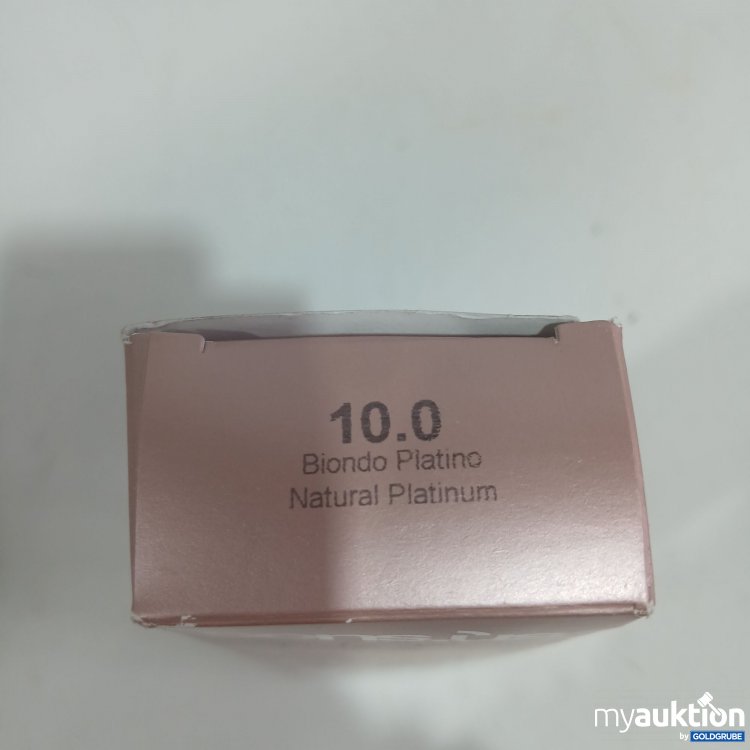 10.0
Biondo Platino
Natural Platinum
myauktion
by GOLDGRUBE